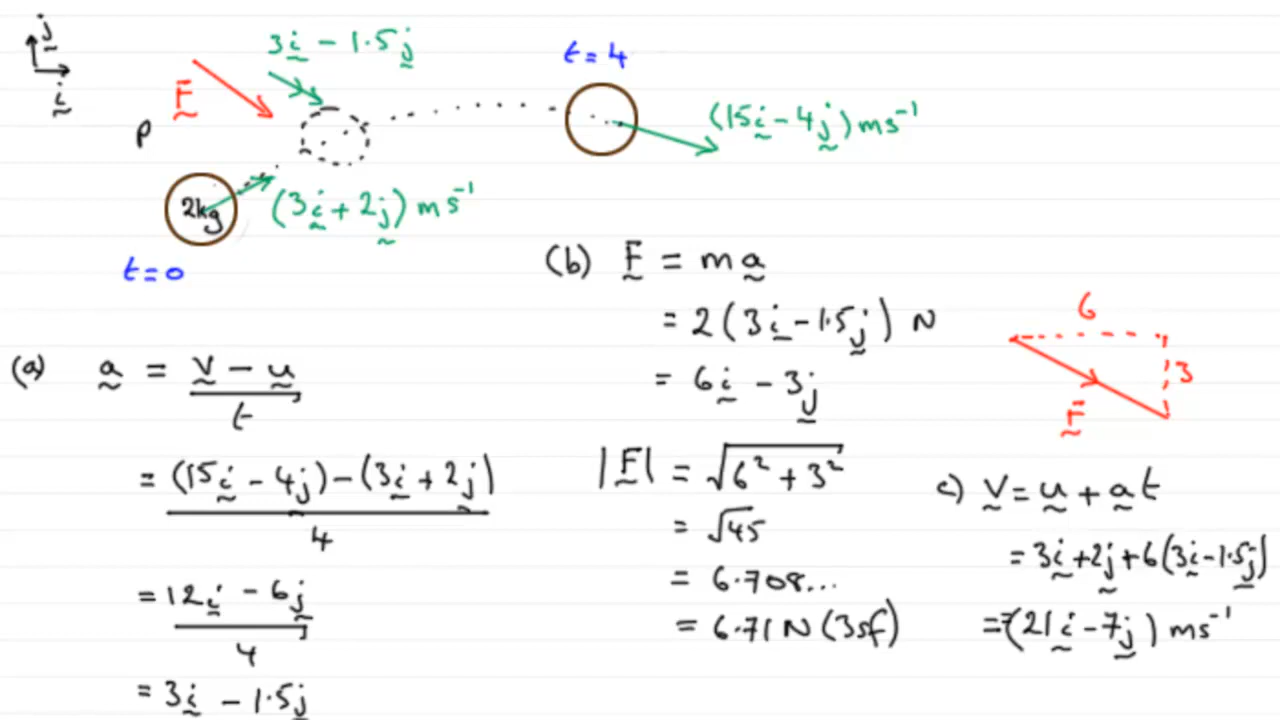 j
i
3i - 1.5j
F
t = 4
P
(15i - 4j) ms⁻¹
2kg
(3i + 2j) ms⁻¹
t = 0
(a) a = v - u
t
= (15i - 4j) - (3i + 2j)
4
= 12i - 6j
4
= 3i - 1.5j
(b) F = ma
= 2(3i - 1.5j) N
= 6i - 3j
|F| = √6² + 3²
= √45
= 6.708...
= 6.71 N (3sf)
6
3
F
c) v = u + at
= 3i + 2j + 6(3i - 1.5j)
= (21i - 7j) ms⁻¹